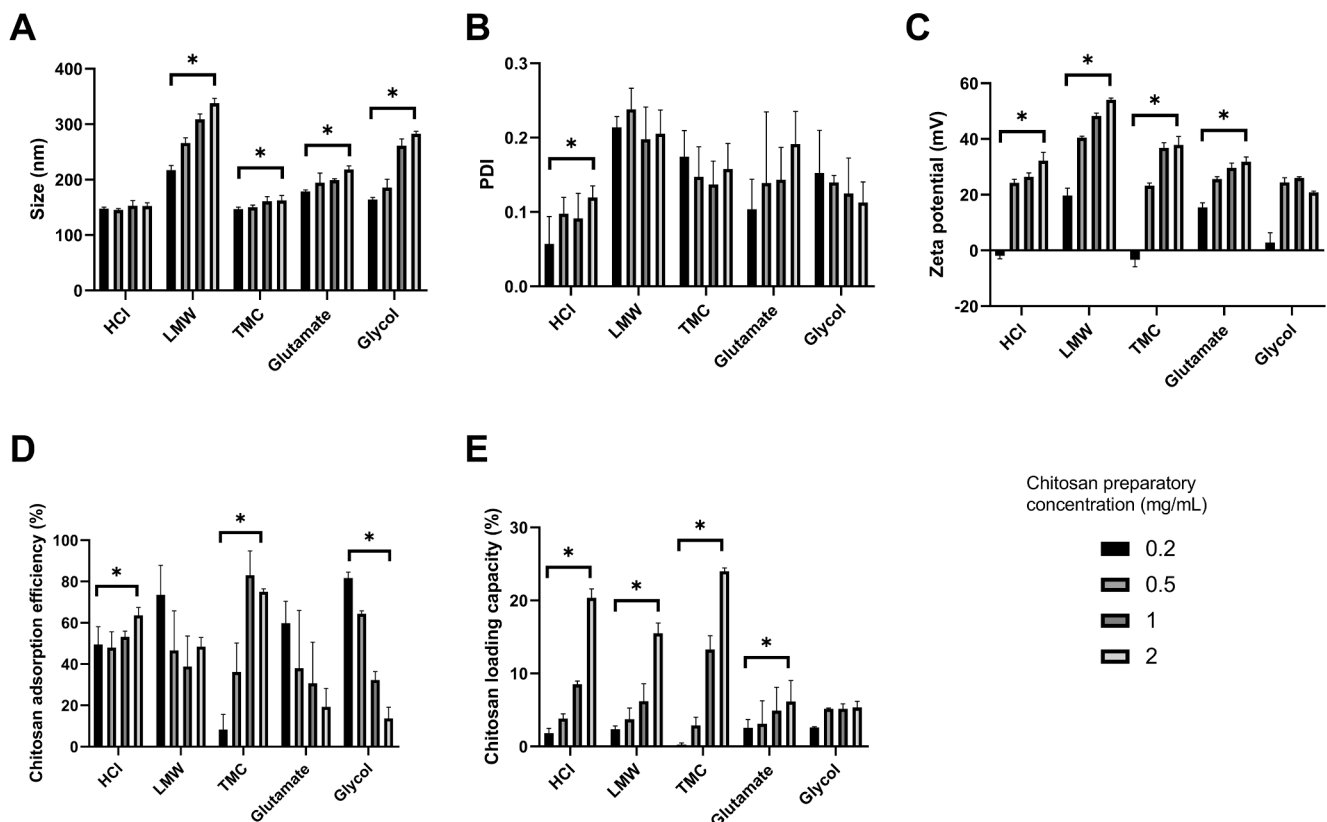 A
Size (nm)
400
300
200
100
0
*
*
*
*
HCl
LMW
TMC
Glutamate
Glycol
B
PDI
0.3
0.2
0.1
0.0
*
HCl
LMW
TMC
Glutamate
Glycol
C
Zeta potential (mV)
60
40
20
0
-20
*
*
*
*
HCl
LMW
TMC
Glutamate
Glycol
D
Chitosan adsorption efficiency (%)
100
80
60
40
20
0
*
*
*
HCl
LMW
TMC
Glutamate
Glycol
E
Chitosan loading capacity (%)
30
20
10
0
*
*
*
*
HCl
LMW
TMC
Glutamate
Glycol
Chitosan preparatory
concentration (mg/mL)
0.2
0.5
1
2